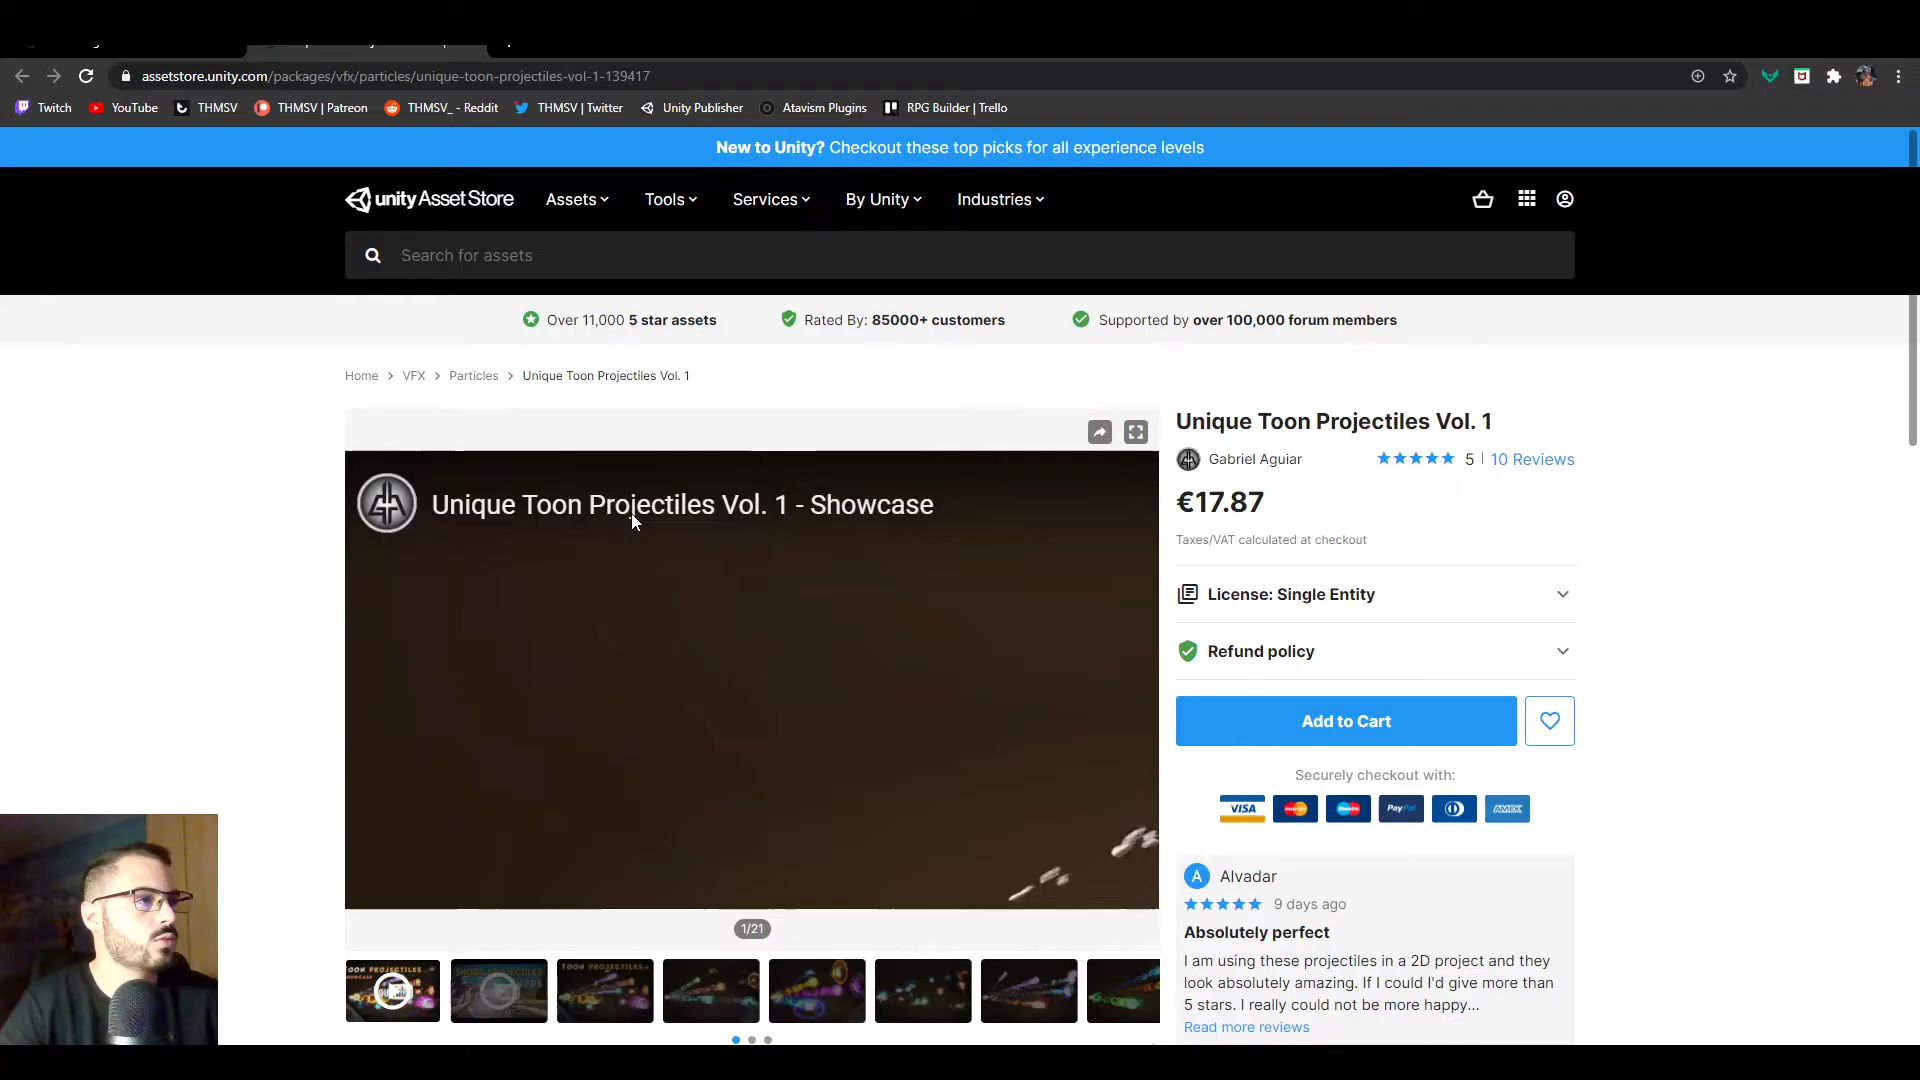 assetstore.unity.com/packages/vfx/particles/unique-toon-projectiles-vol-1-139417
Twitch YouTube THMSV THMSV | Patreon THMSV_ - Reddit THMSV | Twitter Unity Publisher Atavism Plugins RPG Builder | Trello
New to Unity? Checkout these top picks for all experience levels
unity Asset Store Assets Tools Services By Unity Industries
Search for assets
Over 11,000 5 star assets Rated By: 85000+ customers Supported by over 100,000 forum members
Home > VFX > Particles > Unique Toon Projectiles Vol. 1
Unique Toon Projectiles Vol. 1
Gabriel Aguiar 5 | 10 Reviews
Unique Toon Projectiles Vol. 1 - Showcase
€17.87
Taxes/VAT calculated at checkout
License: Single Entity
Refund policy
Add to Cart
Securely checkout with:
VISA PayPal AMEX
A Alvadar
9 days ago
1/21
Absolutely perfect
I am using these projectiles in a 2D project and they
look absolutely amazing. If I could I'd give more than
5 stars. I really could not be more happy...
Read more reviews